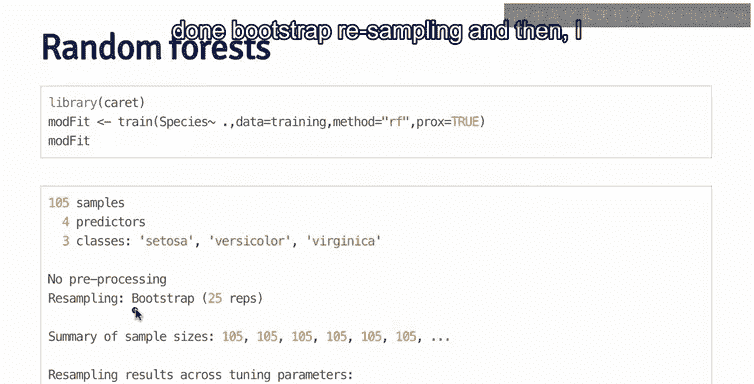 done bootstrap re-sampling and then, I
Random forests
library(caret)
modFit <- train(Species~ .,data=training,method="rf",prox=TRUE)
modFit
105 samples
4 predictors
3 classes: 'setosa', 'versicolor', 'virginica'
No pre-processing
Resampling: Bootstrap (25 reps)
Summary of sample sizes: 105, 105, 105, 105, 105, 105, ...
Resampling results across tuning parameters: